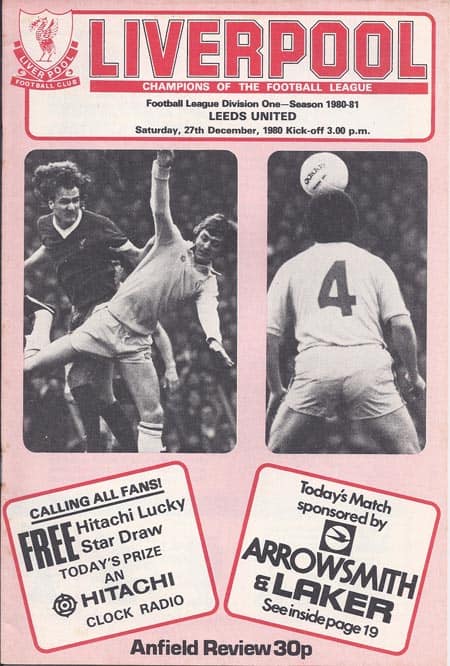 LIVERPOOL
FOOTBALL CLUB
LIVERPOOL
CHAMPIONS OF THE FOOTBALL LEAGUE
Football League Division One—Season 1980-81
LEEDS UNITED
Saturday, 27th December, 1980 Kick-off 3.00 p.m.
4
CALLING ALL FANS!
FREE Hitachi Lucky
Star Draw
TODAY'S PRIZE
AN
HITACHI
CLOCK RADIO
Today's Match
sponsored by
ARROWSMITH
& LAKER
See inside page 19
Anfield Review 30p